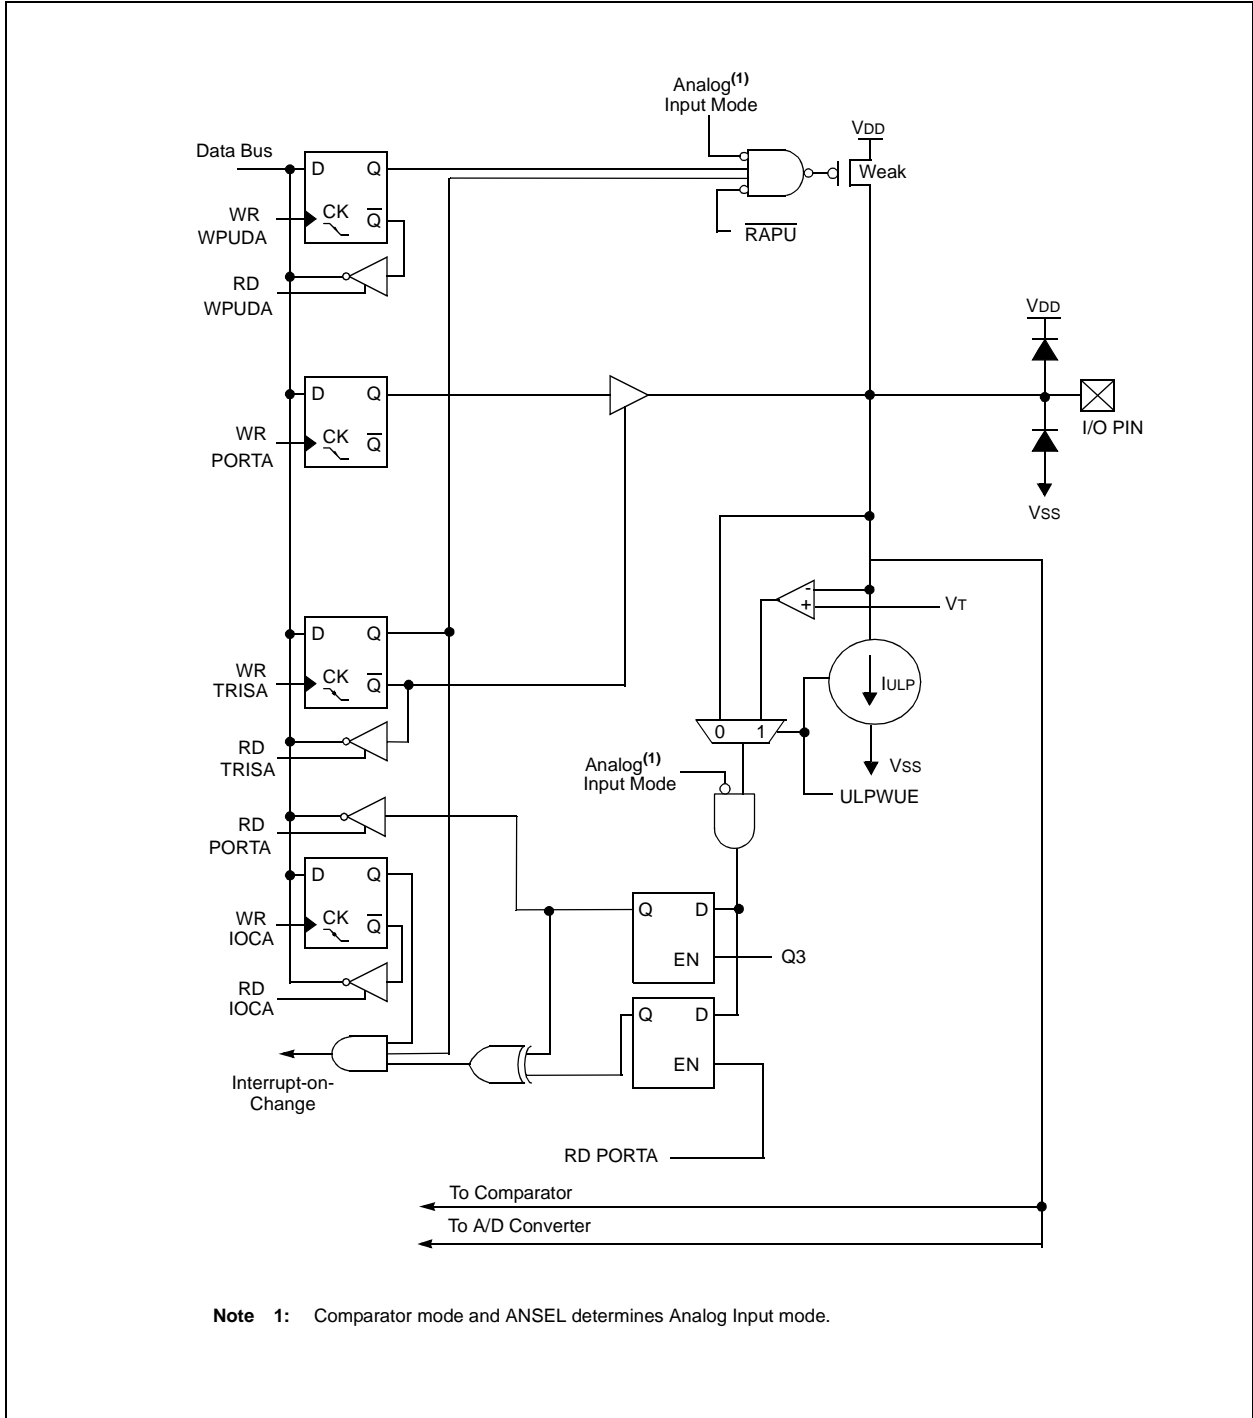 Analog(1)
Input Mode
VDD
Data Bus
D Q
Weak
WR
WPUDA
CK Q
RAPU
RD
WPUDA
VDD
D Q
I/O PIN
WR
PORTA
CK Q
VSS
- 
+
VT
D Q
WR
TRISA
CK Q
IULP
0 1
RD
TRISA
Analog(1)
Input Mode
VSS
ULPWUE
RD
PORTA
D Q
WR
IOCA
CK Q
Q D
EN
Q3
RD
IOCA
Q D
EN
Interrupt-on-
Change
RD PORTA
To Comparator
To A/D Converter
Note 1: Comparator mode and ANSEL determines Analog Input mode.